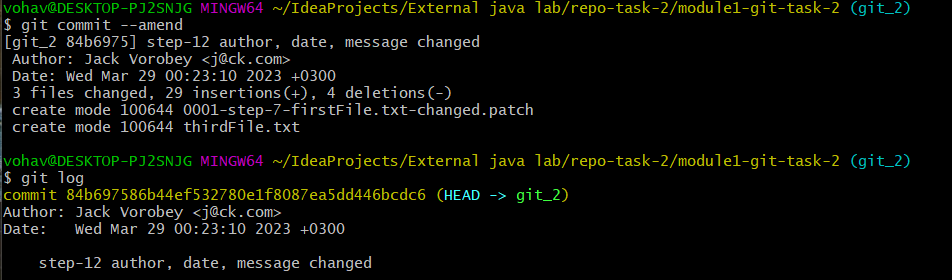 vohav@DESKTOP-PJ2SNJG MINGW64 ~/IdeaProjects/External java lab/repo-task-2/module1-git-task-2 (git_2)
$ git commit --amend
[git_2 84b6975] step-12 author, date, message changed
 Author: Jack Vorobey <j@ck.com>
 Date: Wed Mar 29 00:23:10 2023 +0300
 3 files changed, 29 insertions(+), 4 deletions(-)
 create mode 100644 0001-step-7-firstFile.txt-changed.patch
 create mode 100644 thirdFile.txt
vohav@DESKTOP-PJ2SNJG MINGW64 ~/IdeaProjects/External java lab/repo-task-2/module1-git-task-2 (git_2)
$ git log
commit 84b697586b44ef532780e1f8087ea5dd446bcdc6 (HEAD -> git_2)
Author: Jack Vorobey <j@ck.com>
Date:   Wed Mar 29 00:23:10 2023 +0300
    step-12 author, date, message changed